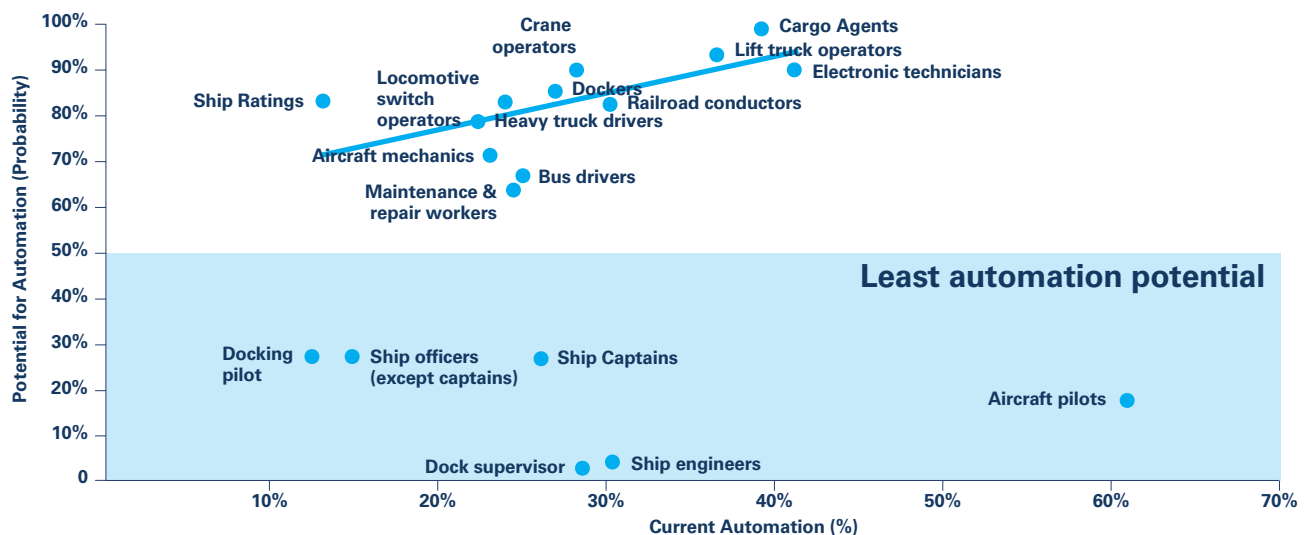 Potential for Automation (Probability)
100%
90%
80%
70%
60%
50%
40%
30%
20%
10%
0
Crane
operators
Cargo Agents
Lift truck operators
Electronic technicians
Locomotive
switch
operators
Dockers
Ship Ratings
Railroad conductors
Heavy truck drivers
Aircraft mechanics
Bus drivers
Maintenance &
repair workers
Least automation potential
Docking
pilot
Ship officers
(except captains)
Ship Captains
Aircraft pilots
Dock supervisor
Ship engineers
10%
20%
30%
40%
50%
60%
70%
Current Automation (%)